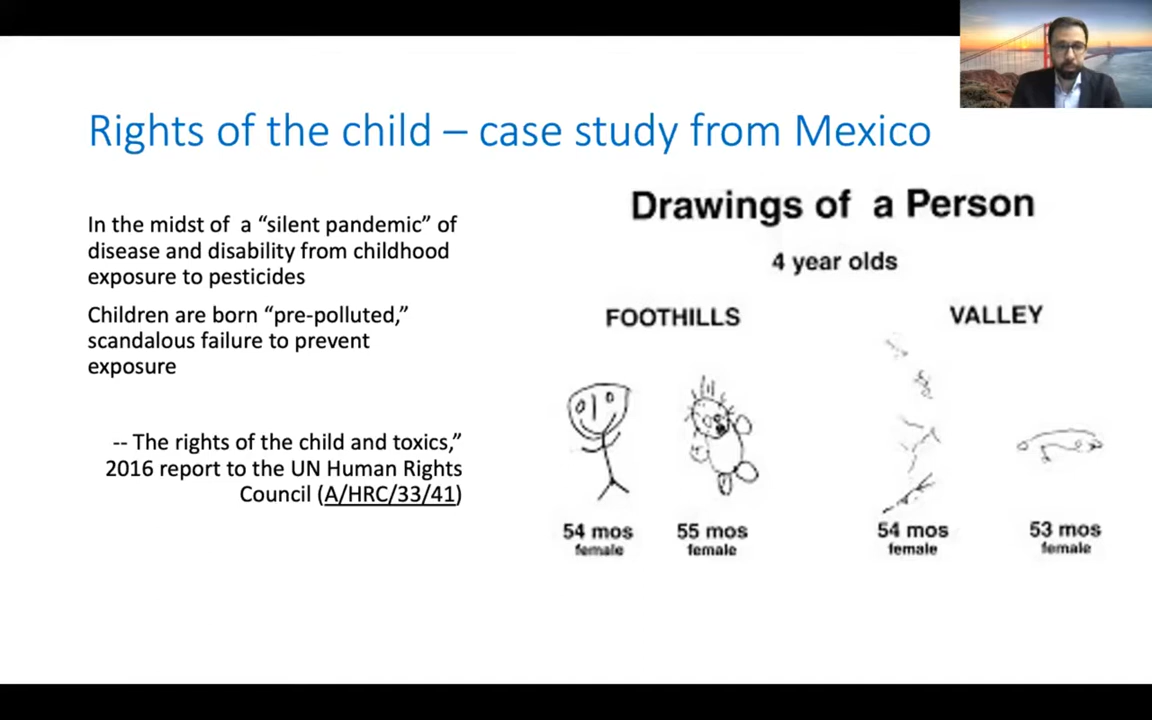 Rights of the child – case study from Mexico
In the midst of a “silent pandemic” of
disease and disability from childhood
exposure to pesticides
Children are born “pre-polluted,”
scandalous failure to prevent
exposure
-- The rights of the child and toxics,”
2016 report to the UN Human Rights
Council (A/HRC/33/41)
Drawings of a Person
4 year olds
FOOTHILLS
VALLEY
54 mos
female
55 mos
female
54 mos
female
53 mos
female